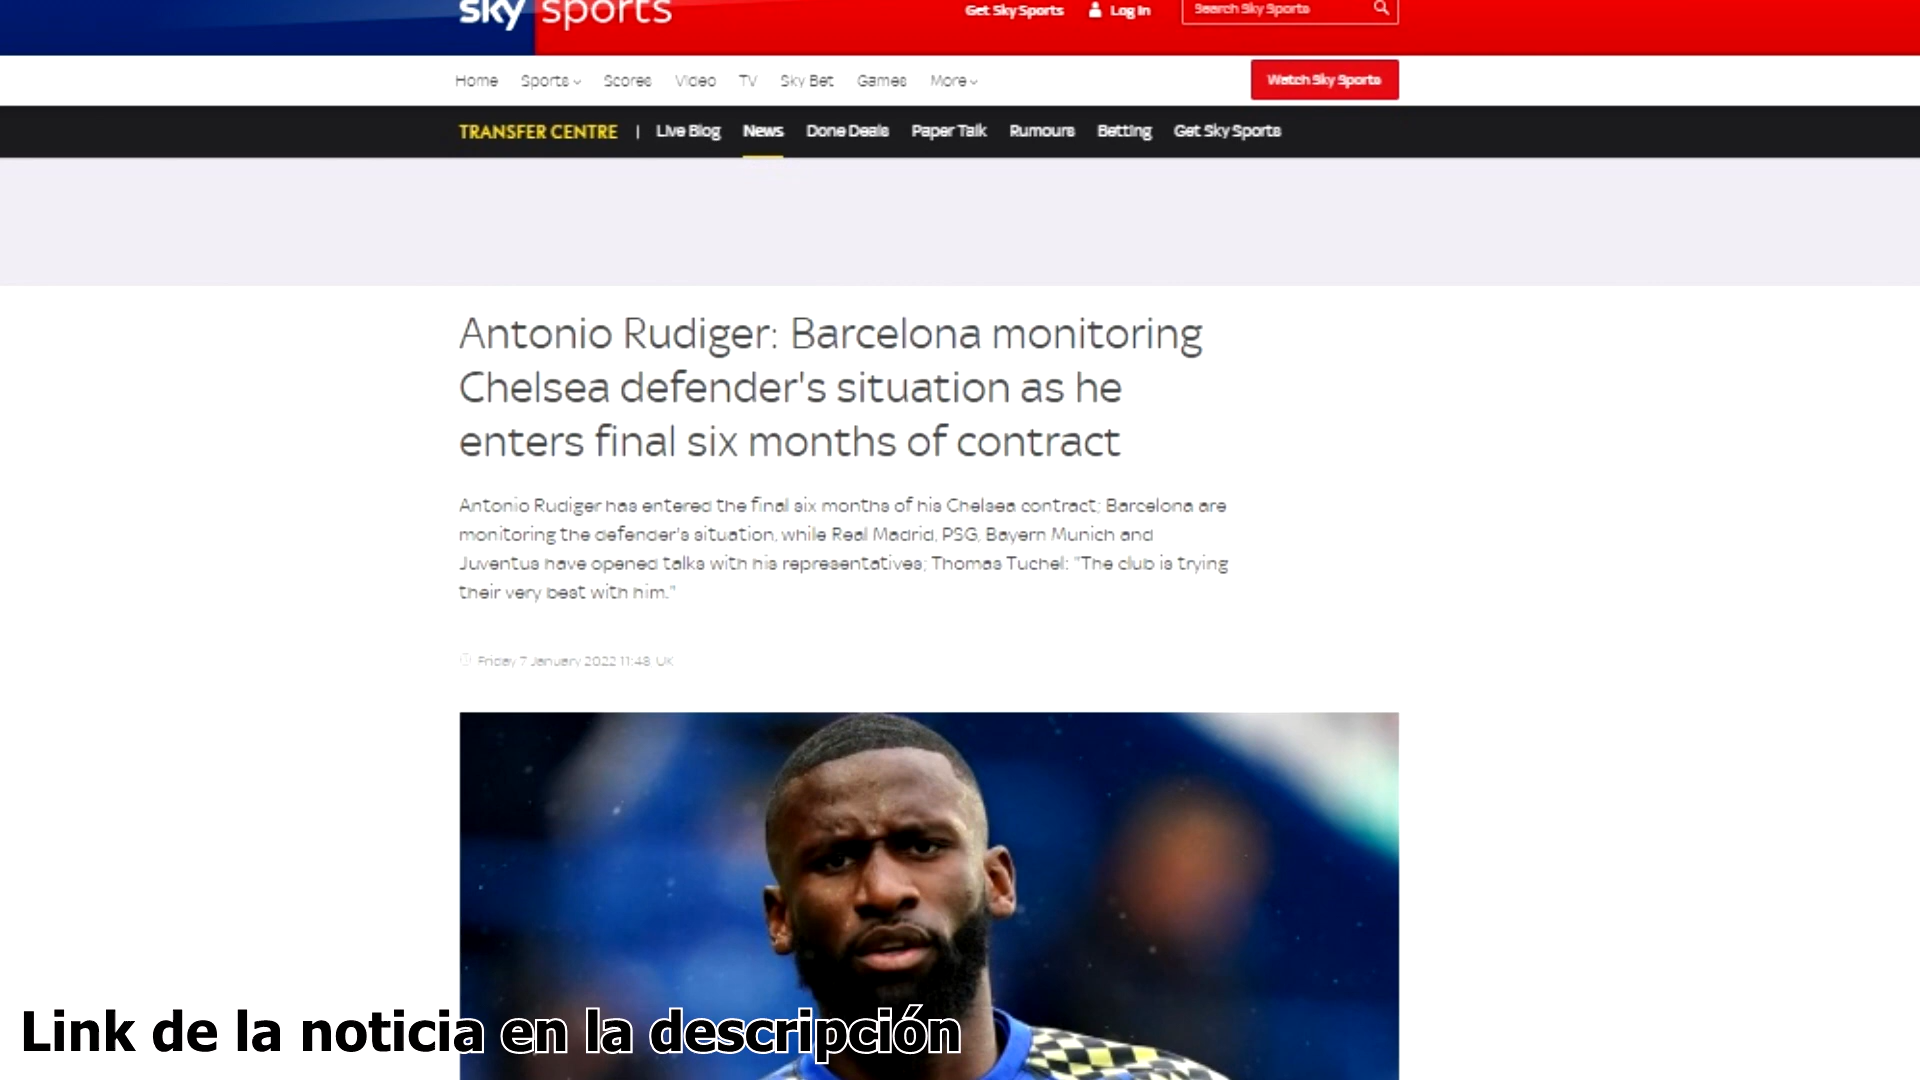 sky sports
Get Sky Sports Log In Search Sky Sports
Home Sports Scores Video TV Sky Bet Games More Watch Sky Sports
TRANSFER CENTRE | Live Blog News Done Deals Paper Talk Rumours Betting Get Sky Sports
Antonio Rudiger: Barcelona monitoring
Chelsea defender's situation as he
enters final six months of contract
Antonio Rudiger has entered the final six months of his Chelsea contract; Barcelona are
monitoring the defender's situation, while Real Madrid, PSG, Bayern Munich and
Juventus have opened talks with his representatives; Thomas Tuchel: "The club is trying
their very best with him."
Friday 7 January 2022 11:48, UK
Link de la noticia en la descripción